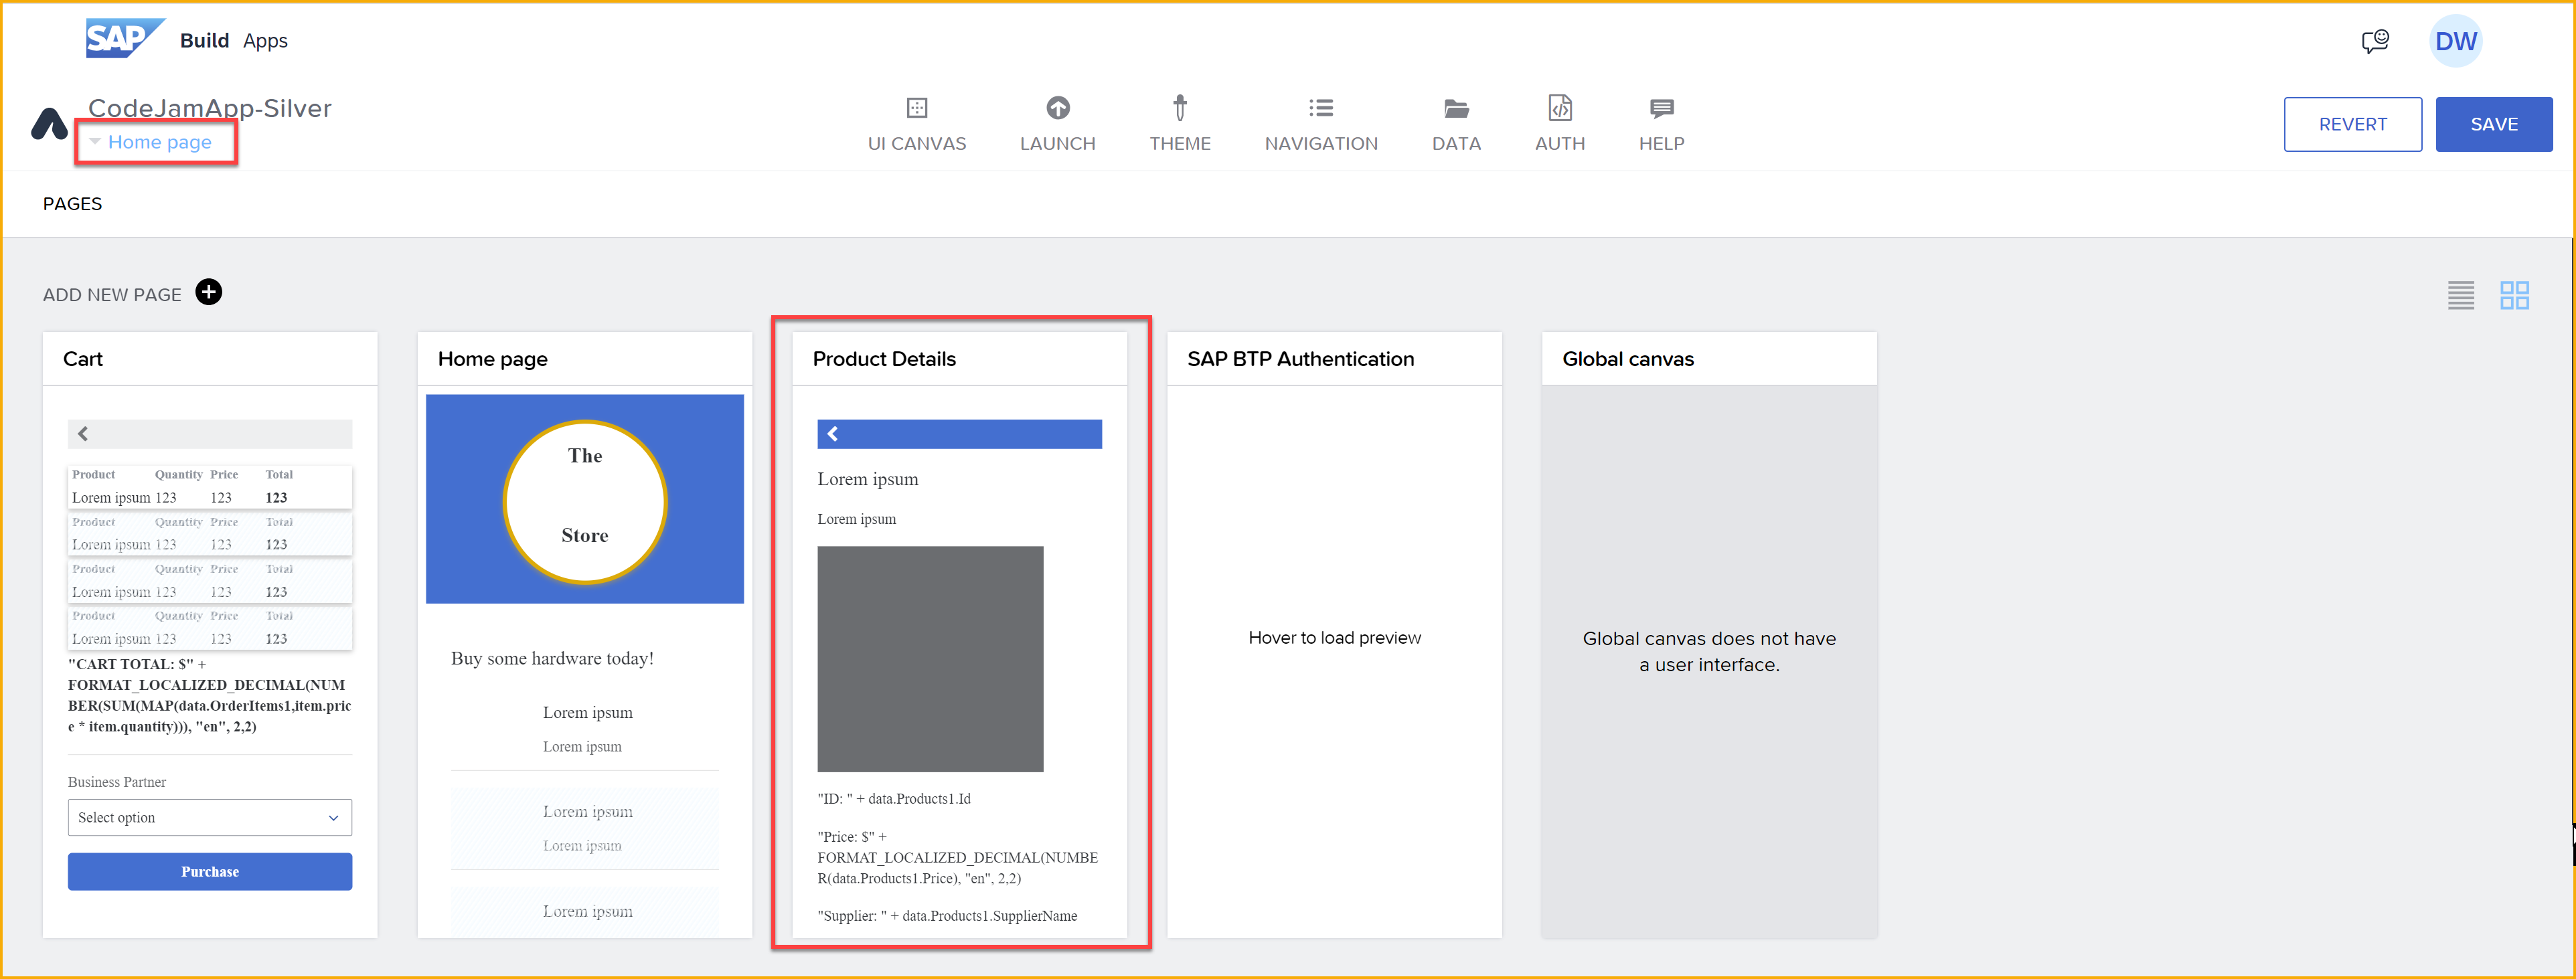 SAP Build Apps
DW
CodeJamApp-Silver
Home page
UI CANVAS
LAUNCH
THEME
NAVIGATION
DATA
AUTH
HELP
REVERT
SAVE
PAGES
ADD NEW PAGE
Cart
Product Quantity Price Total
Lorem ipsum 123 123 123
Product Quantity Price Total
Lorem ipsum 123 123 123
Product Quantity Price Total
Lorem ipsum 123 123 123
Product Quantity Price Total
Lorem ipsum 123 123 123
"CART TOTAL: $" +
FORMAT_LOCALIZED_DECIMAL(NUM
BER(SUM(MAP(data.OrderItems1,item.pric
e * item.quantity))), "en", 2,2)
Business Partner
Select option
Purchase
Home page
The
Store
Buy some hardware today!
Lorem ipsum
Lorem ipsum
Lorem ipsum
Lorem ipsum
Lorem ipsum
Product Details
Lorem ipsum
Lorem ipsum
"ID: " + data.Products1.Id
"Price: $" +
FORMAT_LOCALIZED_DECIMAL(NUMBE
R(data.Products1.Price), "en", 2,2)
"Supplier: " + data.Products1.SupplierName
SAP BTP Authentication
Hover to load preview
Global canvas
Global canvas does not have
a user interface.